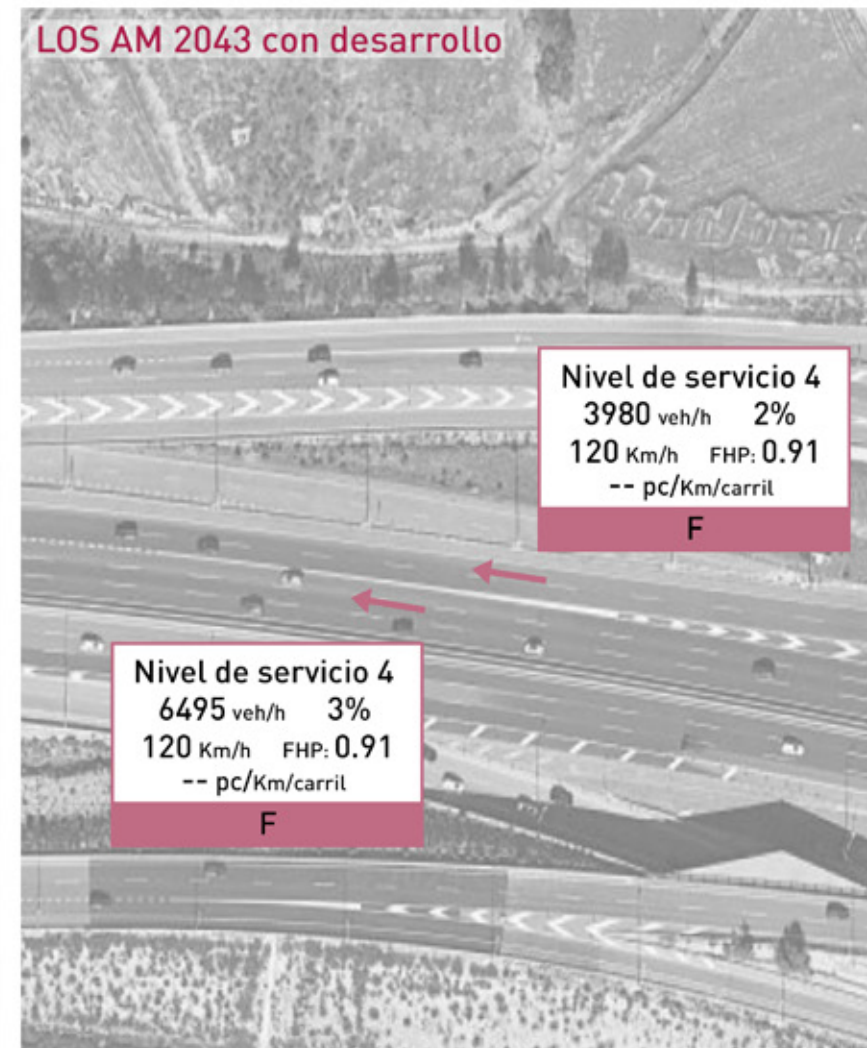 LOS AM 2043 con desarrollo
Nivel de servicio 4
3980 veh/h 2%
120 Km/h FHP: 0.91
-- pc/Km/carril
F
Nivel de servicio 4
6495 veh/h 3%
120 Km/h FHP: 0.91
-- pc/Km/carril
F